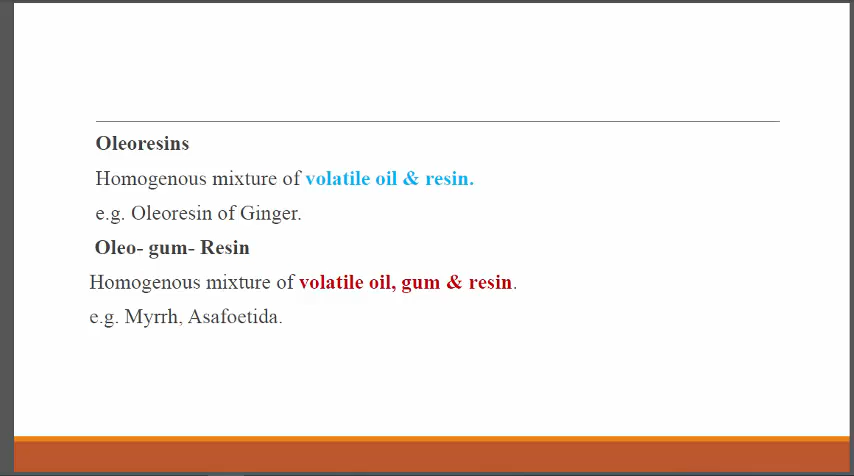 Oleoresins
Homogenous mixture of volatile oil & resin.
e.g. Oleoresin of Ginger.
Oleo- gum- Resin
Homogenous mixture of volatile oil, gum & resin.
e.g. Myrrh, Asafoetida.